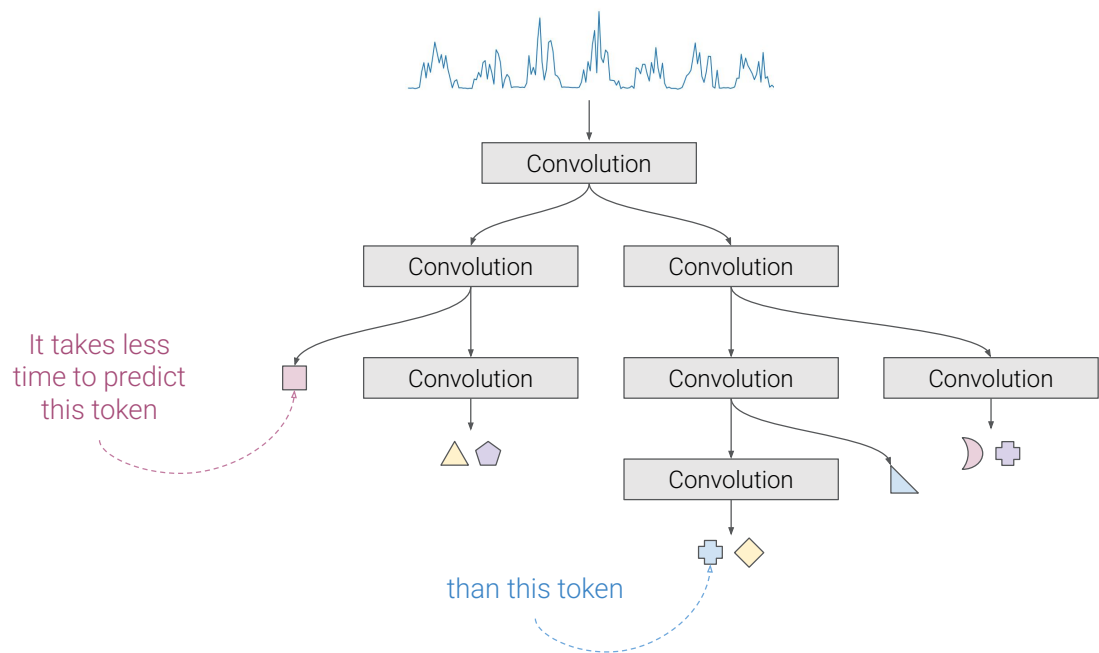 Convolution
Convolution
Convolution
It takes less
time to predict
this token
Convolution
Convolution
Convolution
Convolution
than this token